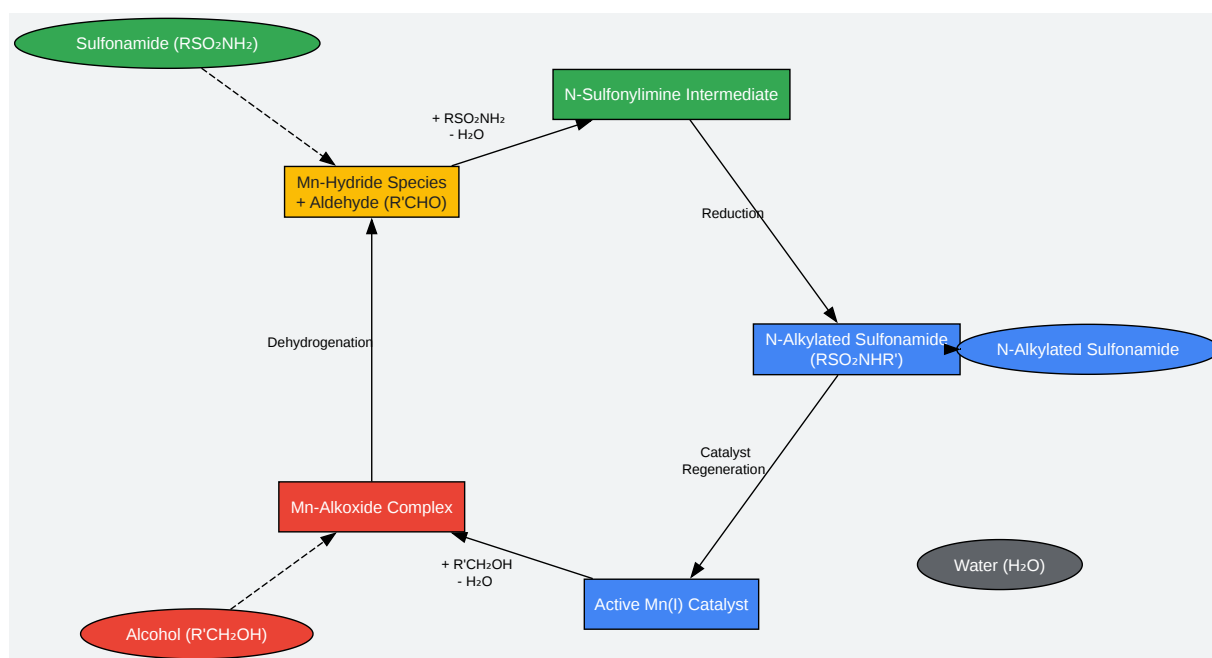 Sulfonamide (RSO₂NH₂)
N-Sulfonylimine Intermediate
+ RSO₂NH₂
- H₂O
Mn-Hydride Species
+ Aldehyde (R'CHO)
Reduction
Dehydrogenation
N-Alkylated Sulfonamide
(RSO₂NHR')
N-Alkylated Sulfonamide
Catalyst
Regeneration
Mn-Alkoxide Complex
+ R'CH₂OH
- H₂O
Water (H₂O)
Active Mn(I) Catalyst
Alcohol (R'CH₂OH)